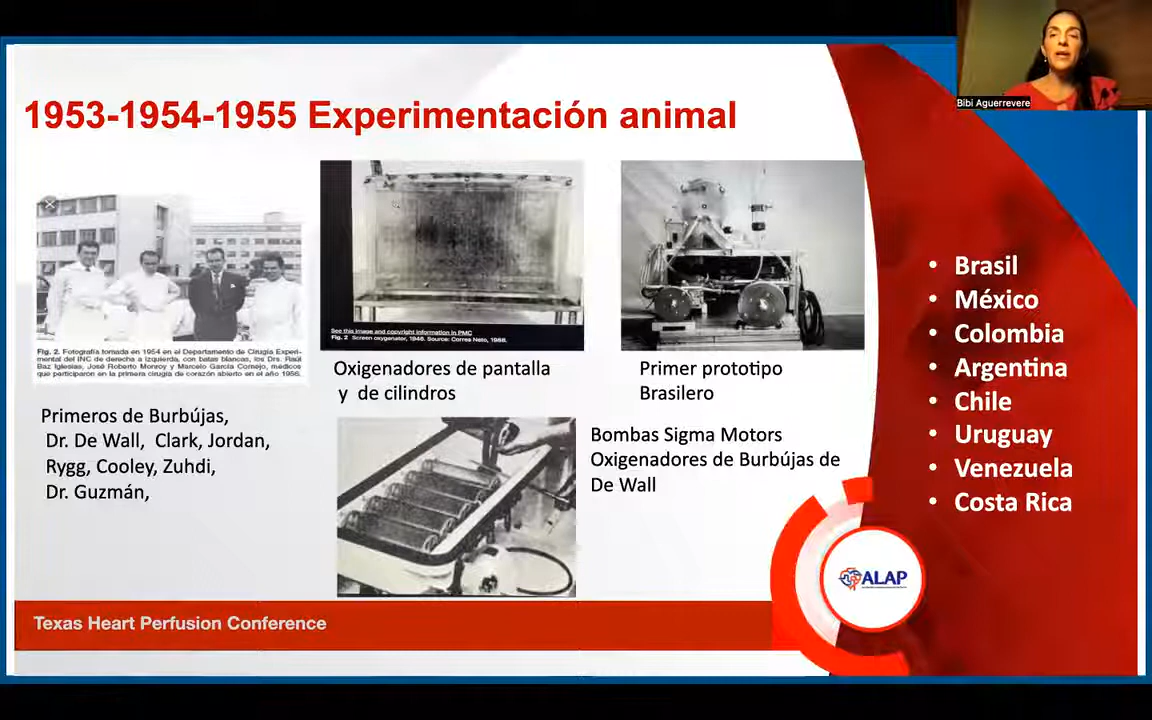 Bibi Aguerrevere
1953-1954-1955 Experimentación animal
Fig. 2. Fotografía tomada en 1954 en el Departamento de Cirugía Experi-
mental del INC de derecha a izquierda, con batas blancas, los Drs. Raúl
Baz Iglesias, José Roberto Monroy y Marcelo García Cornejo, médicos
que participaron en la primera cirugía de corazón abierto en el año 1956.
Primeros de Burbújas,
Dr. De Wall, Clark, Jordan,
Rygg, Cooley, Zuhdi,
Dr. Guzmán,
See this image and copyright information in PMC
Fig. 2 Screen oxygenator, 1948. Source: Correa Neto, 1988.
Oxigenadores de pantalla
y de cilindros
Primer prototipo
Brasilero
Bombas Sigma Motors
Oxigenadores de Burbújas de
De Wall
• Brasil
• México
• Colombia
• Argentina
• Chile
• Uruguay
• Venezuela
• Costa Rica
ALAP
Texas Heart Perfusion Conference